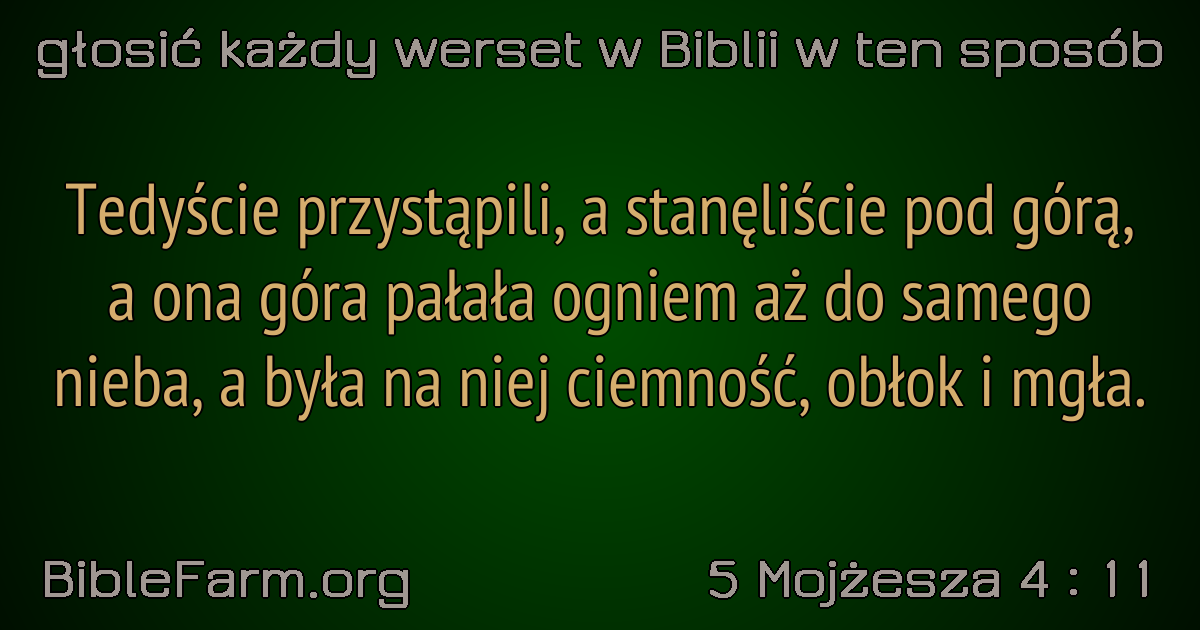 głosić każdy werset w Biblii w ten sposób
Tedyście przystąpili, a stanęliście pod górą,
a ona góra pałała ogniem aż do samego
nieba, a była na niej ciemność, obłok i mgła.
BibleFarm.org
5 Mojżesza 4 : 11